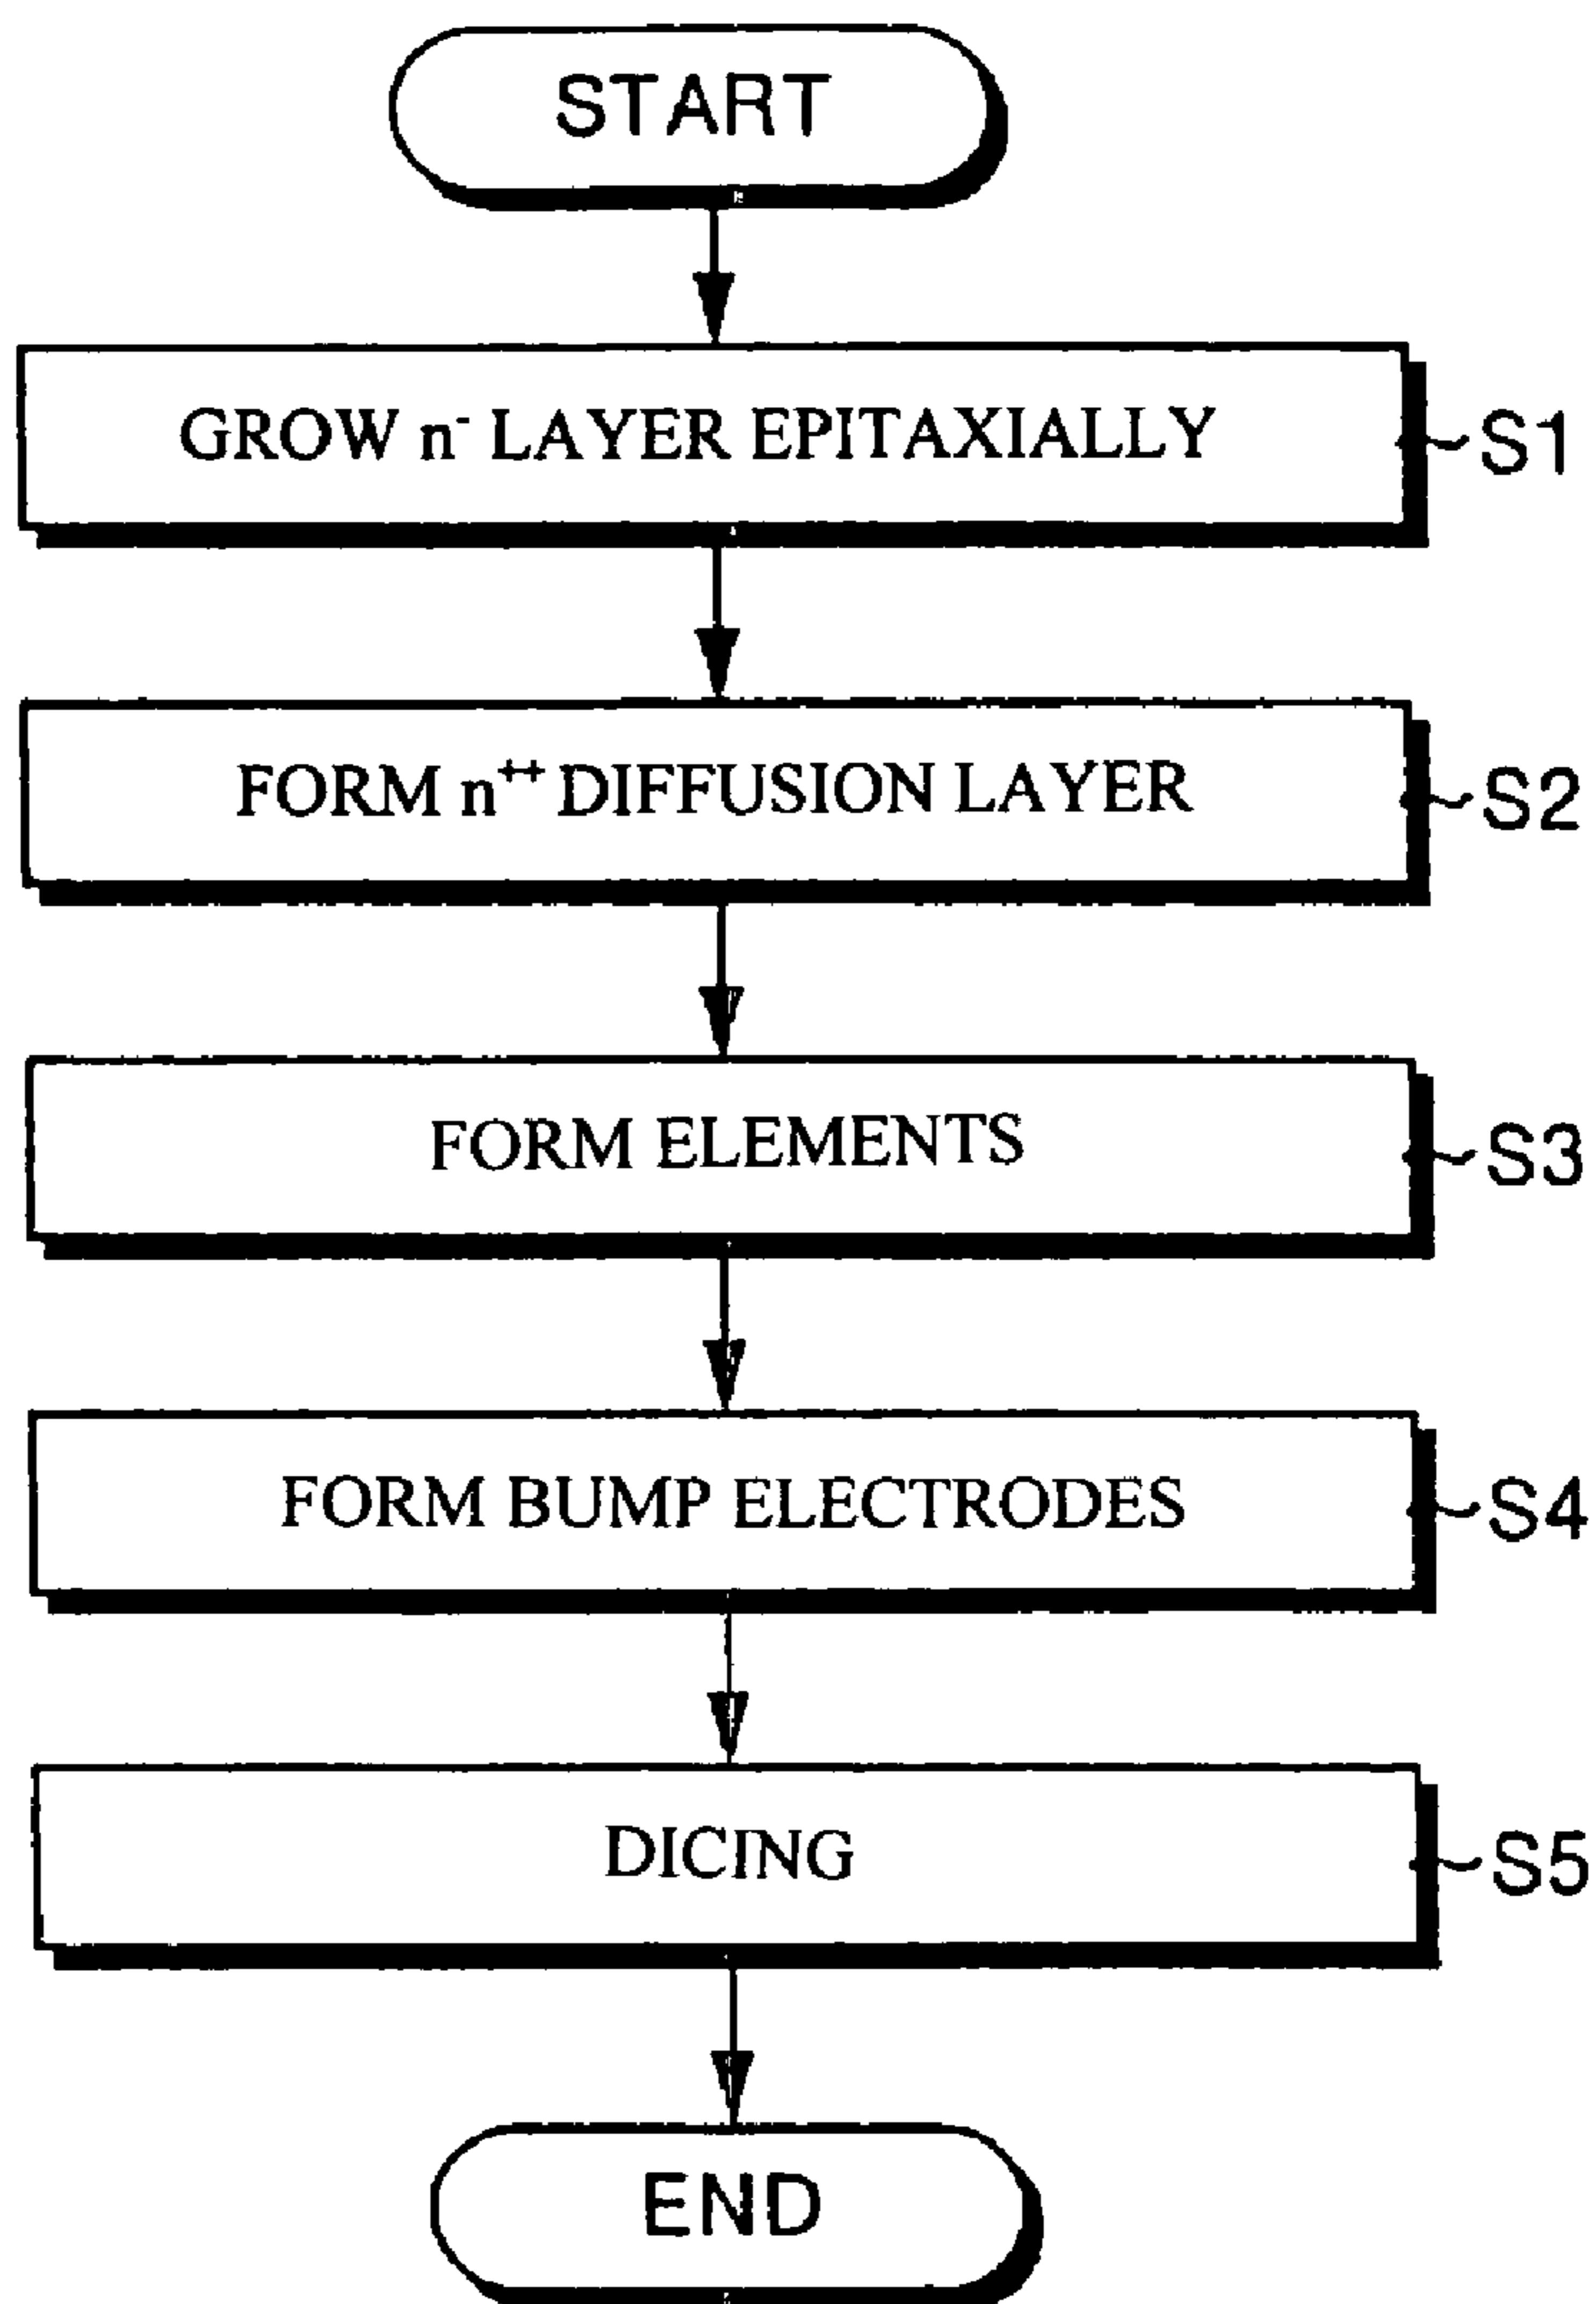 START
GROW n⁻ LAYER EPITAXIALLY
S1
FORM n⁺⁺ DIFFUSION LAYER
S2
FORM ELEMENTS
S3
FORM BUMP ELECTRODES
S4
DICING
S5
END